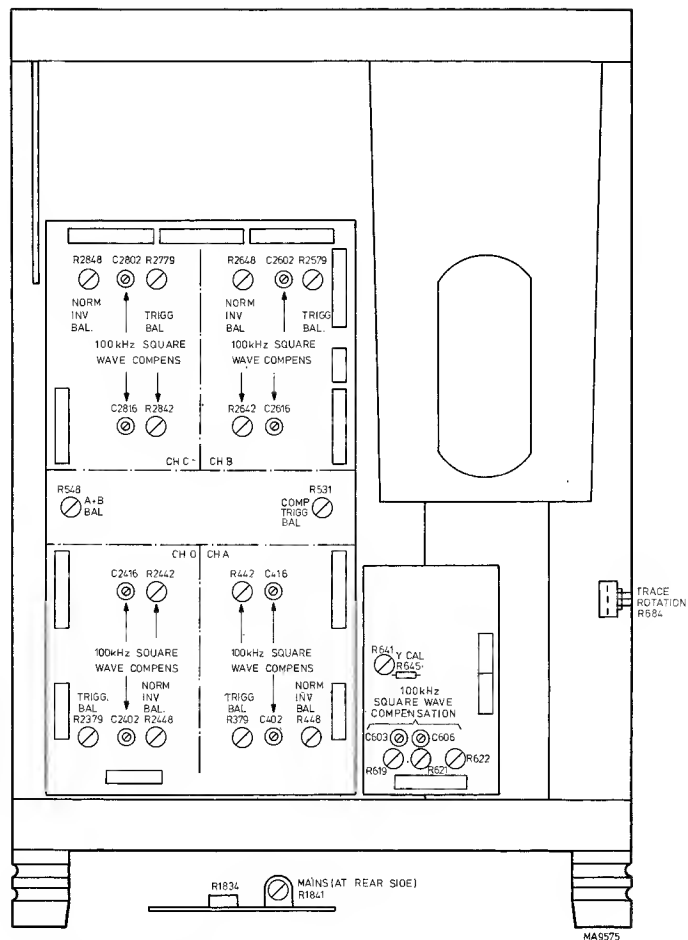 R2848 C2802 R2779
R2648 C2602 R2579
NORM
INV
BAL.
TRIGG
BAL
NORM
INV
BAL
TRIGG
BAL.
100kHz SQUARE
WAVE COMPENS
100kHz SQUARE
WAVE COMPENS
C2816 R2842
R2642 C2616
CH C
CH B
R548
A+B
BAL
R531
COMP
TRIGG
BAL
CH D
CH A
C2416 R2442
R442 C416
100kHz SQUARE
WAVE COMPENS
100kHz SQUARE
WAVE COMPENS
TRIGG.
BAL
NORM
INV
BAL.
TRIGG
BAL
NORM
INV
BAL
R2379 C2402 R2448
R379 C402 R448
R641
Y CAL
R645
100kHz
SQUARE WAVE
COMPENSATION
C603 C606
R619 R621 R622
TRACE
ROTATION
R684
R1834
MAINS (AT REAR SIDE)
R1841
MA9575